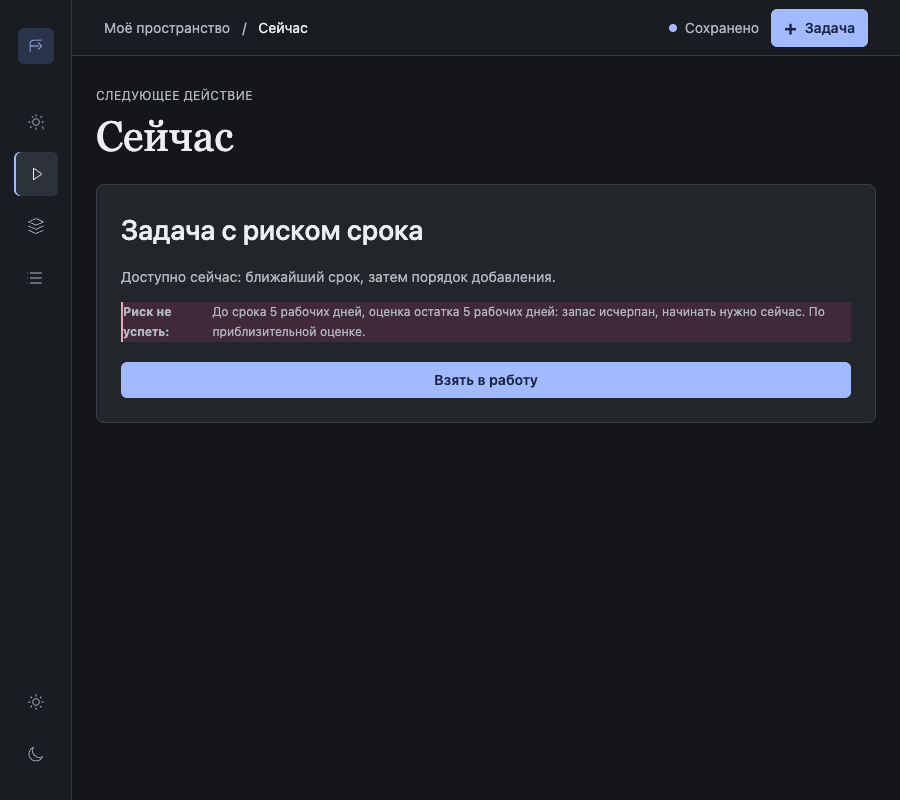 Моё пространство / Сейчас
Сохранено
+ Задача
СЛЕДУЮЩЕЕ ДЕЙСТВИЕ
Сейчас
Задача с риском срока
Доступно сейчас: ближайший срок, затем порядок добавления.
Риск не успеть:
До срока 5 рабочих дней, оценка остатка 5 рабочих дней: запас исчерпан, начинать нужно сейчас. По
приблизительной оценке.
Взять в работу